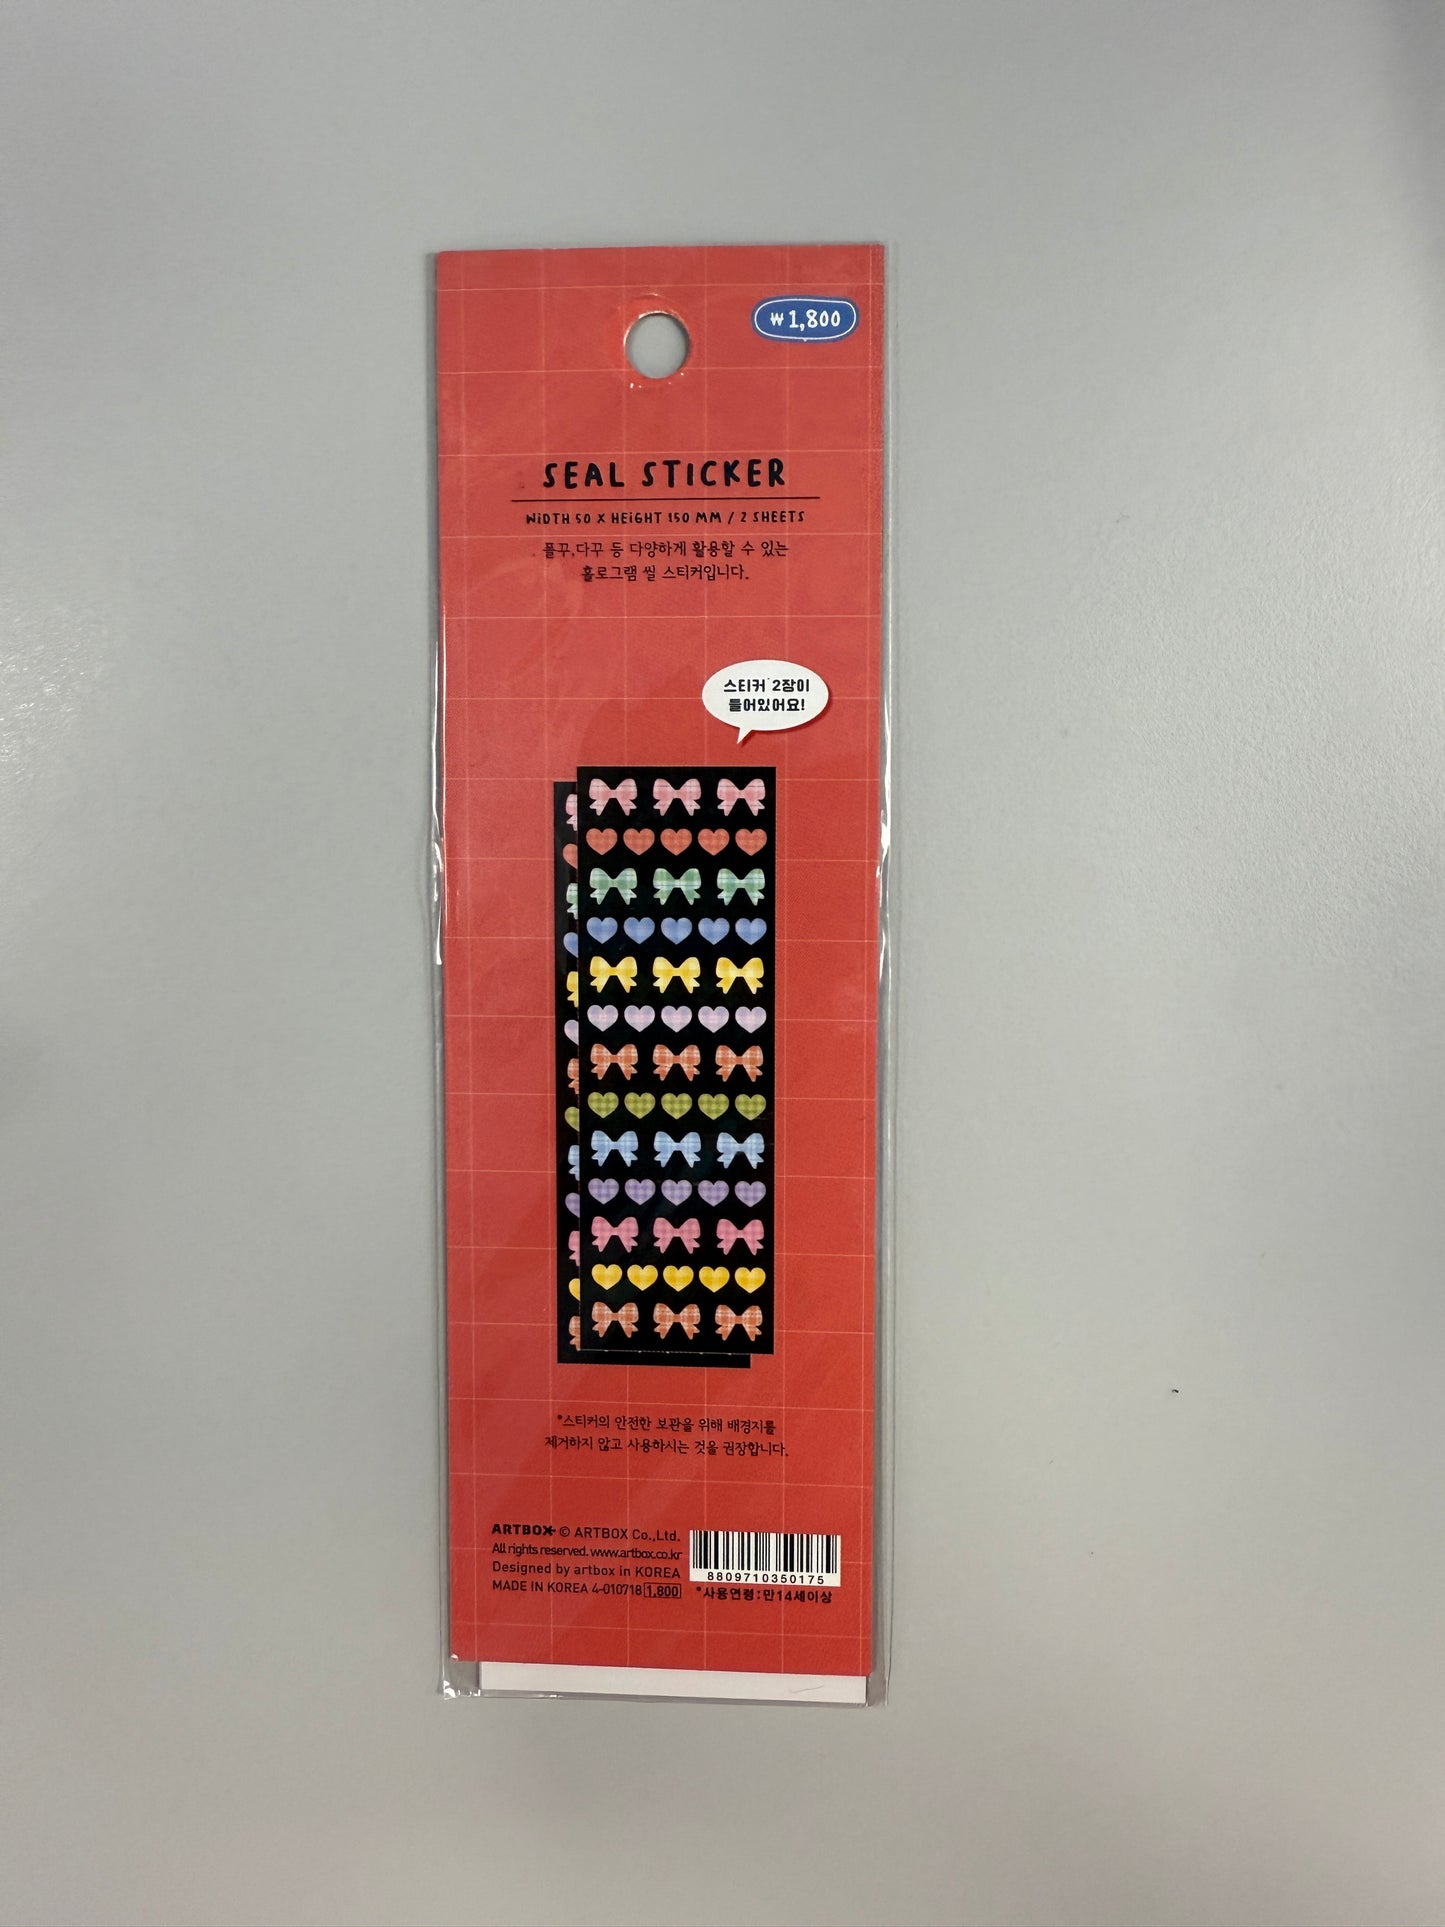 ₩1,800
SEAL STICKER
WiDTH 50 X HEiGHT 150 MM / 2 SHEETS
폴꾸,다꾸 등 다양하게 활용할 수 있는
홀로그램 씰 스티커입니다.
스티커 2장이
들어있어요!
*스티커의 안전한 보관을 위해 배경지를
제거하지 않고 사용하시는 것을 권장합니다.
ARTBOX © ARTBOX Co.,Ltd.
All rights reserved. www.artbox.co.kr
Designed by artbox in KOREA
MADE IN KOREA 4-010718 1,800
8809710350175
*사용연령:만14세이상